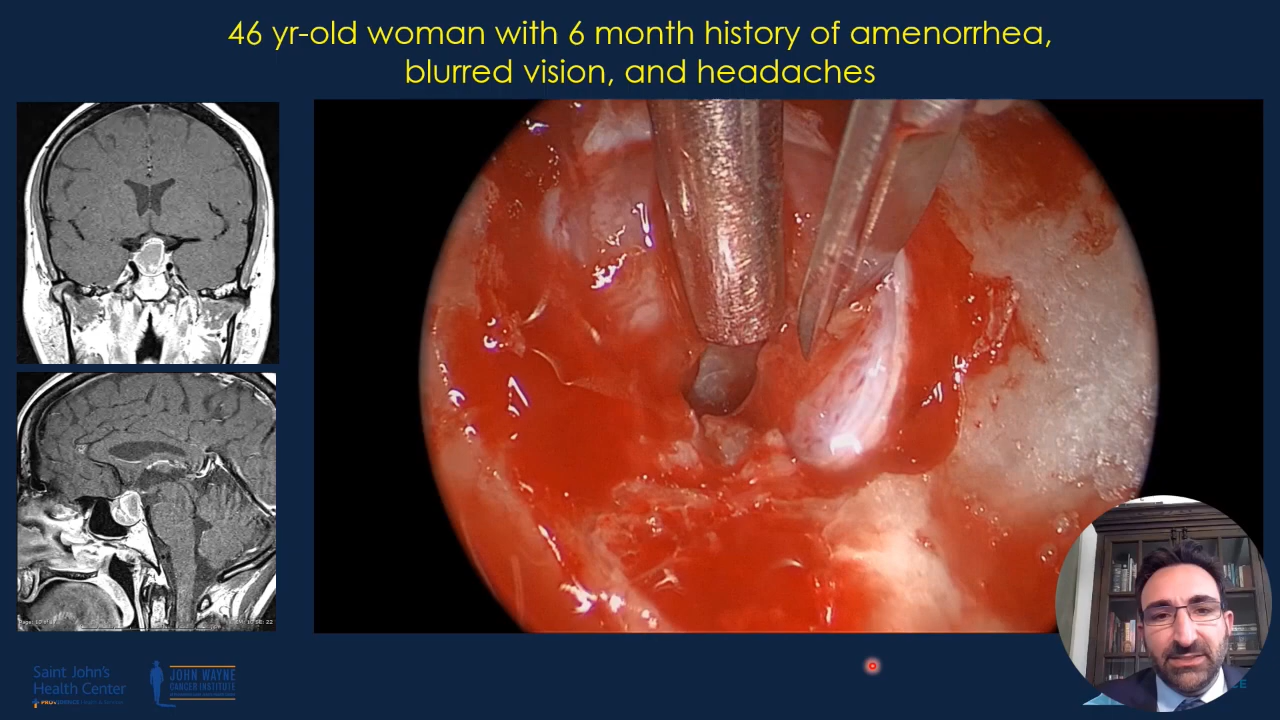 46 yr-old woman with 6 month history of amenorrhea,
blurred vision, and headaches
Saint John's
Health Center
PROVIDENCE
JOHN WAYNE
CANCER INSTITUTE